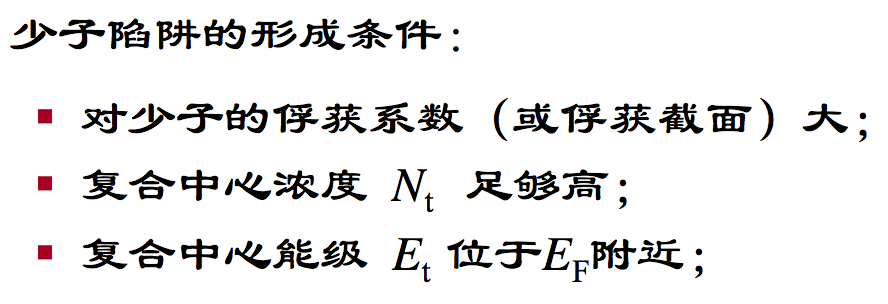 少子陷阱的形成条件：
▪ 对少子的俘获系数（或俘获截面）大；
▪ 复合中心浓度 Nt 足够高；
▪ 复合中心能级 Et 位于EF附近；